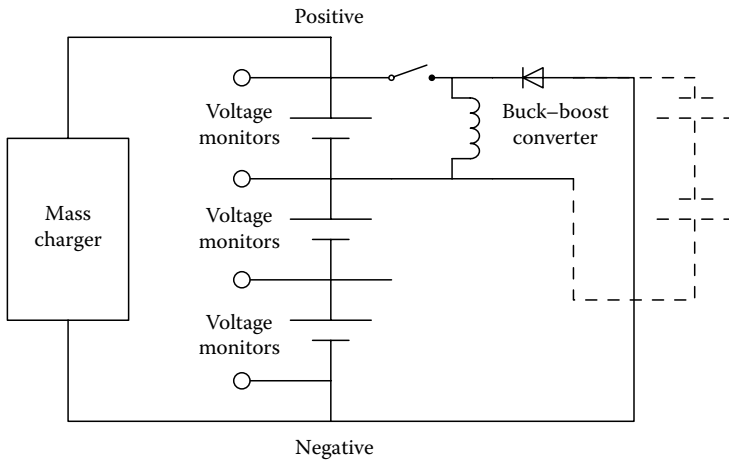 Positive
Voltage
monitors
Buck–boost
converter
Mass
charger
Voltage
monitors
Voltage
monitors
Negative